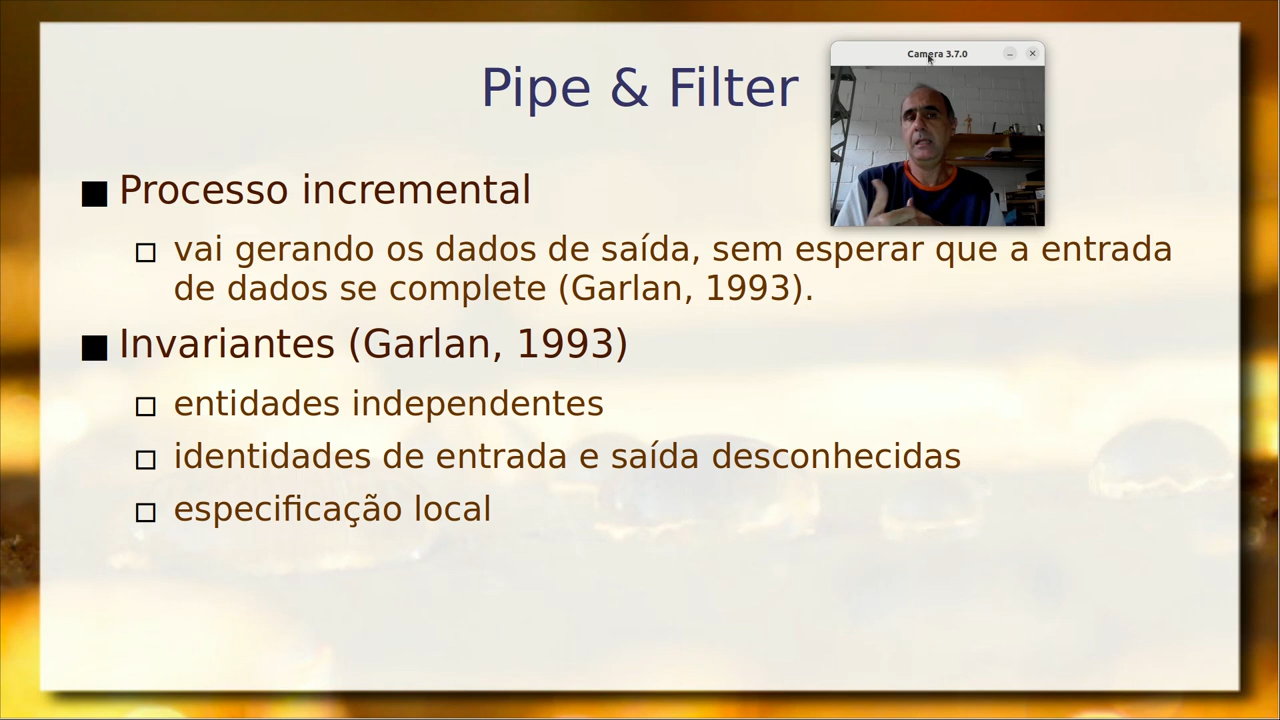 Pipe & Filter
Camera 3.7.0
Processo incremental
vai gerando os dados de saída, sem esperar que a entrada
de dados se complete (Garlan, 1993).
Invariantes (Garlan, 1993)
entidades independentes
identidades de entrada e saída desconhecidas
especificação local